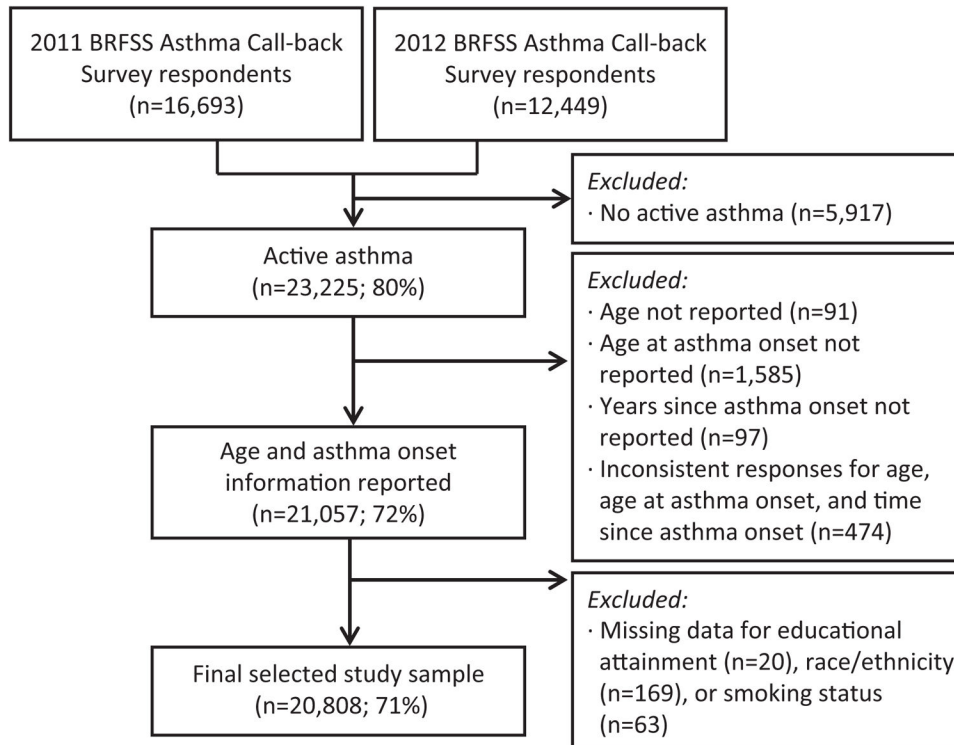 2011 BRFSS Asthma Call-back
Survey respondents
(n=16,693)
2012 BRFSS Asthma Call-back
Survey respondents
(n=12,449)
Excluded:
· No active asthma (n=5,917)
Active asthma
(n=23,225; 80%)
Excluded:
· Age not reported (n=91)
· Age at asthma onset not
reported (n=1,585)
· Years since asthma onset not
reported (n=97)
· Inconsistent responses for age,
age at asthma onset, and time
since asthma onset (n=474)
Age and asthma onset
information reported
(n=21,057; 72%)
Excluded:
· Missing data for educational
attainment (n=20), race/ethnicity
(n=169), or smoking status
(n=63)
Final selected study sample
(n=20,808; 71%)